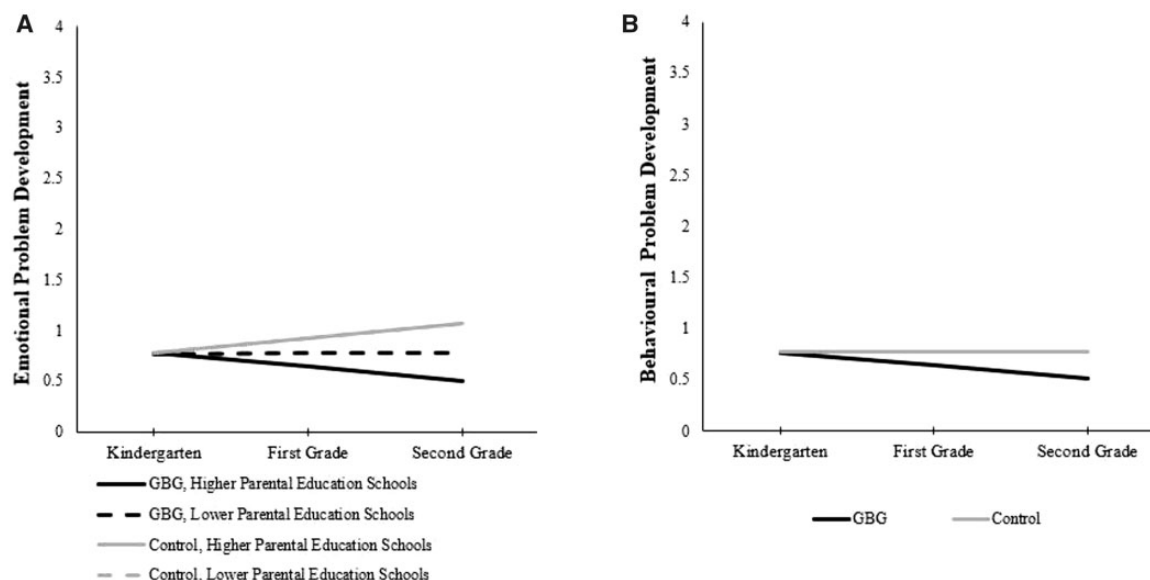 A
Emotional Problem Development
4
3.5
3
2.5
2
1.5
1
0.5
0
Kindergarten First Grade Second Grade
GBG, Higher Parental Education Schools
GBG, Lower Parental Education Schools
Control, Higher Parental Education Schools
Control, Lower Parental Education Schools
B
Behavioural Problem Development
4
3.5
3
2.5
2
1.5
1
0.5
0
Kindergarten First Grade Second Grade
GBG Control